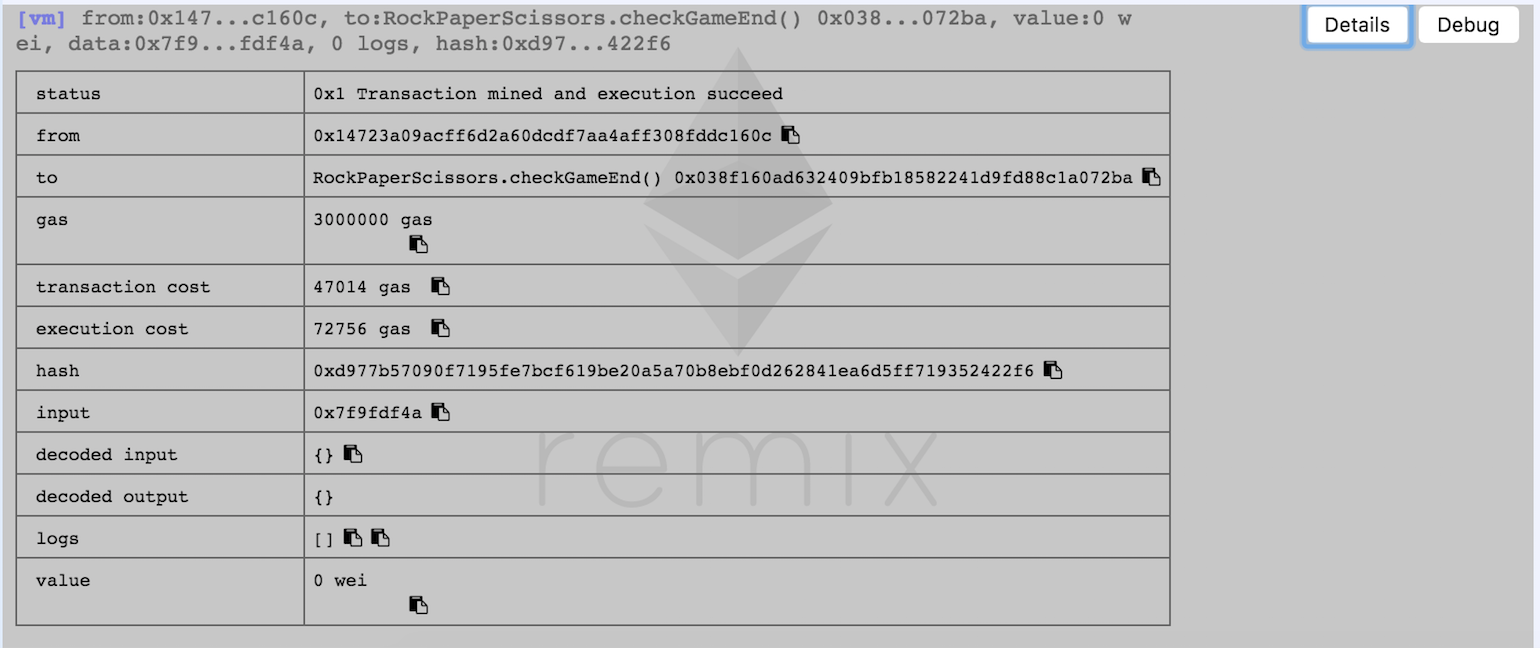 [vm] from:0x147...c160c, to:RockPaperScissors.checkGameEnd() 0x038...072ba, value:0 w
ei, data:0x7f9...fdf4a, 0 logs, hash:0xd97...422f6
Details
Debug
status 0x1 Transaction mined and execution succeed
from 0x14723a09acff6d2a60dcdf7aa4aff308fddc160c
to RockPaperScissors.checkGameEnd() 0x038f160ad632409bfb18582241d9fd88c1a072ba
gas 3000000 gas
transaction cost 47014 gas
execution cost 72756 gas
hash 0xd977b57090f7195fe7bcf619be20a5a70b8ebf0d262841ea6d5ff719352422f6
input 0x7f9fdf4a
decoded input {}
decoded output {}
logs []
value 0 wei
remix